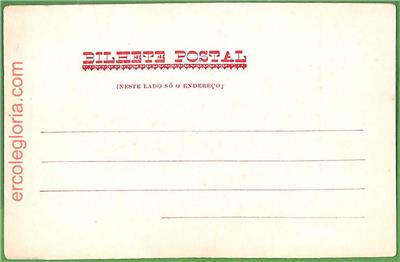 BILHETE POSTAL
(NESTE LADO SÓ O ENDEREÇO)
ercolegloria.com